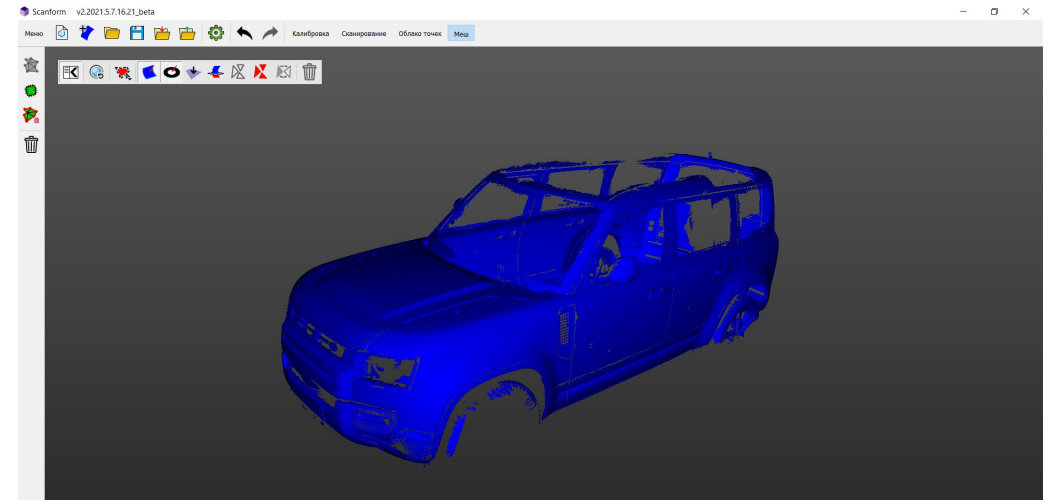 Scanform v2.2021.5.7.16.21_beta
Меню Калибровка Сканирование Облако точек Меш